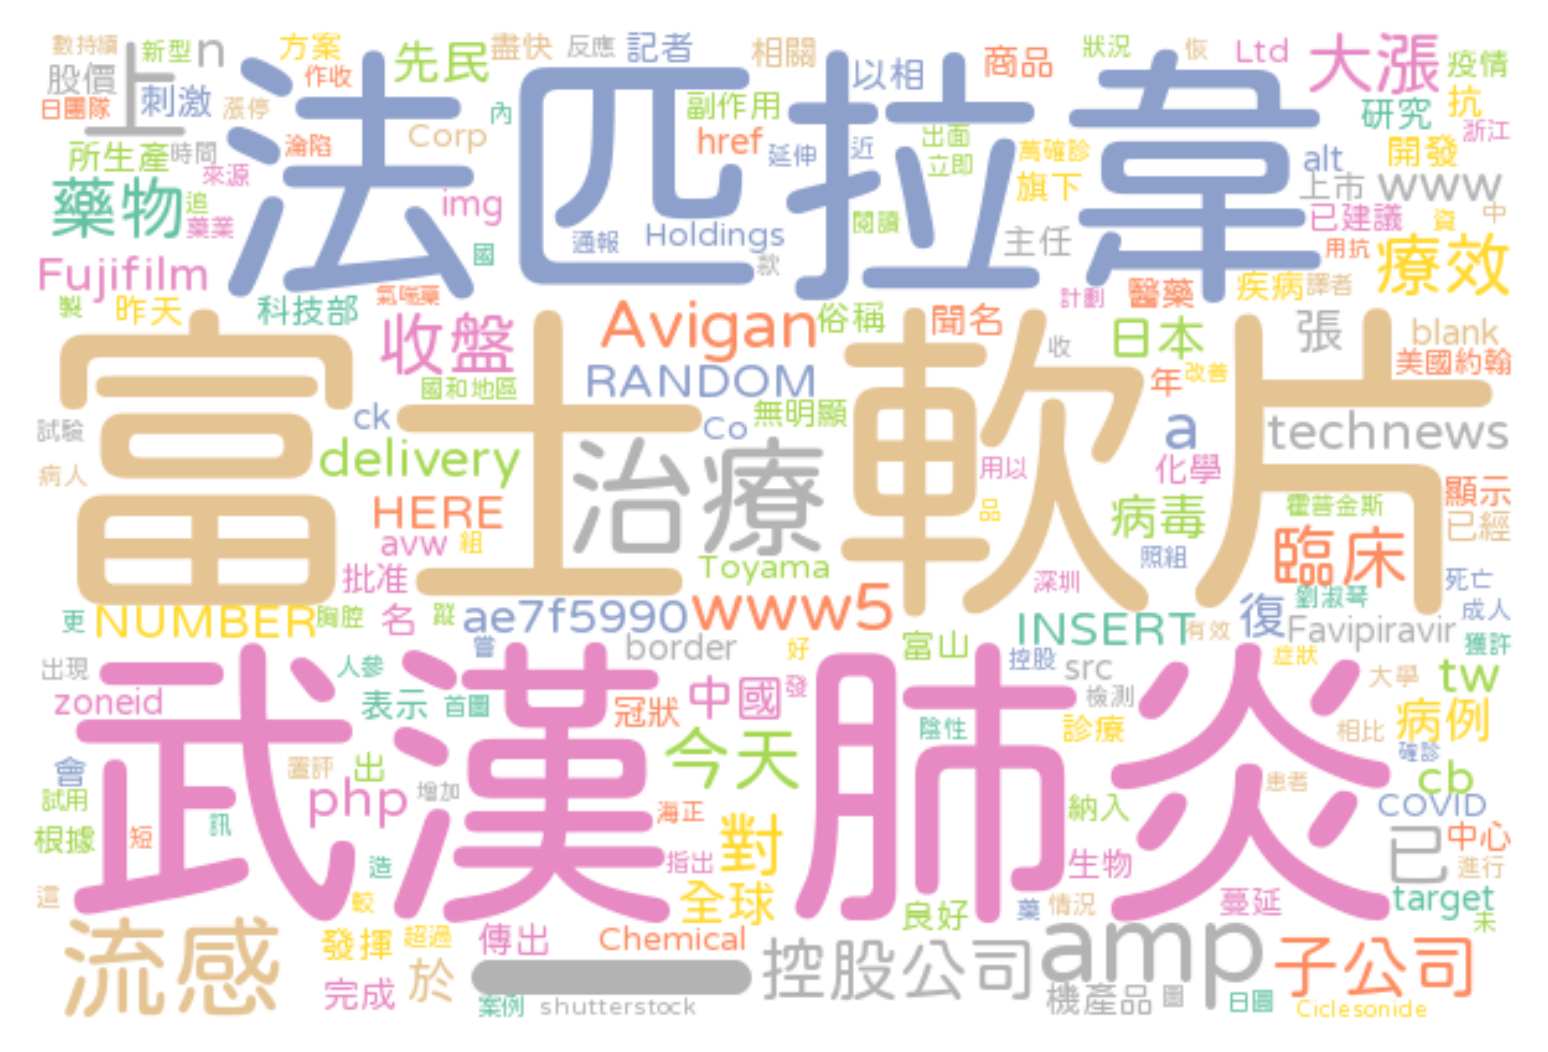 數持續 新型 n 方案 先民 盡快 反應 記者 相關 商品 狀況 恢 Ltd 大漲 疫情
股價 上 作收 以相 抗
日團隊 刺激 漲停 內 副作用 研究
淪陷 Corp href 出面 萬確診 浙江
所生產 時間 延伸 近 立即 開發
來源 alt
藥物 追 法匹拉韋 旗下 上市 www
藥業 img 閱讀 已建議 資 中
通報 Holdings 主任 用抗 療效
Fujifilm 國 款
製 昨天 科技部 氣喘藥 計劃 醫藥 疾病 譯者
收盤 Avigan 俗稱 聞名 日本 張 blank
收 美國約翰
國和地區 RANDOM 年 改善
ck Co 無明顯 a technews
試驗 富士軟片
delivery 治療 用以 化學
病人 顯示
HERE 品 病毒 霍普金斯 已經
avw 組 臨床
批准 Toyama 照組 深圳 死亡
更 NUMBER 胸腔 名 蹤 ae7f5990 www5 INSERT 有效 復 劉淑琴 成人
Favipiravir
嘗 border 好 富山 控股 症狀 獲許
出現 人參 src 大學 tw
zoneid 表示 首圖 冠狀 中國 發 檢測
武漢肺炎
陰性 診療 相比 病例
會 置評 出 今天 確診
試用 php 增加 患者 cb
海正 納入 COVID
根據 短 訊 對 已 中心
造 指出 生物 進行
這 較 全球 良好 藥 情況 蔓延 target
未
流感 發揮 超過 傳出 Chemical 控股公司 amp 子公司
完成 於
案例 shutterstock 機產品 圖 日圓 Ciclesonide